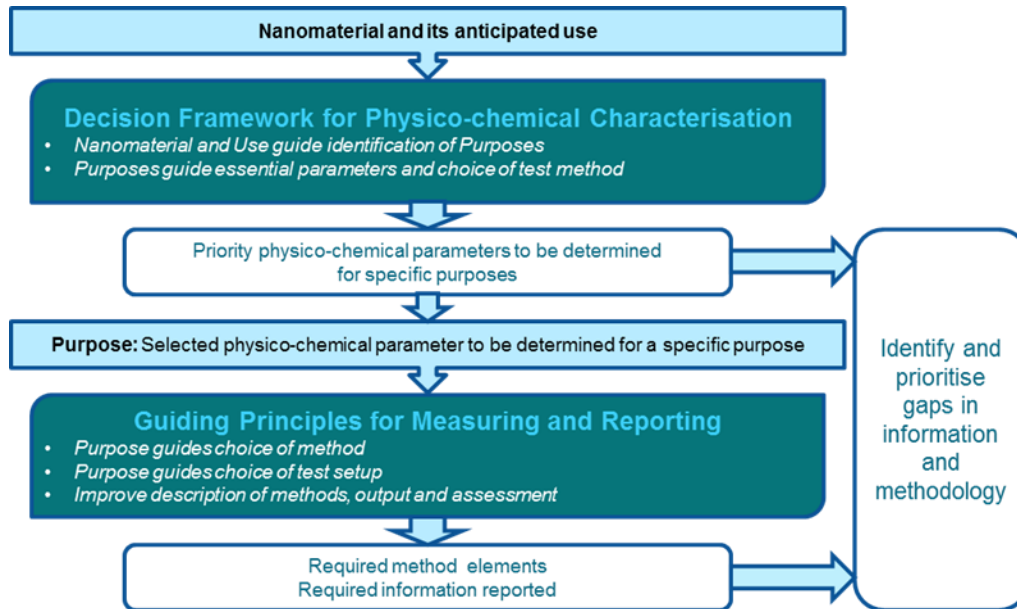 Nanomaterial and its anticipated use
Decision Framework for Physico-chemical Characterisation
• Nanomaterial and Use guide identification of Purposes
• Purposes guide essential parameters and choice of test method
Priority physico-chemical parameters to be determined
for specific purposes
Purpose: Selected physico-chemical parameter to be determined for a specific purpose
Guiding Principles for Measuring and Reporting
• Purpose guides choice of method
• Purpose guides choice of test setup
• Improve description of methods, output and assessment
Required method elements
Required information reported
Identify and
prioritise
gaps in
information
and
methodology